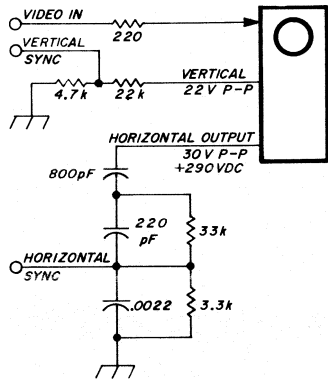 VIDEO IN
220
VERTICAL
SYNC
4.7k
22k
VERTICAL
22V P-P
HORIZONTAL OUTPUT
30V P-P
+290VDC
800pF
220
pF
33k
HORIZONTAL
SYNC
.0022
3.3k